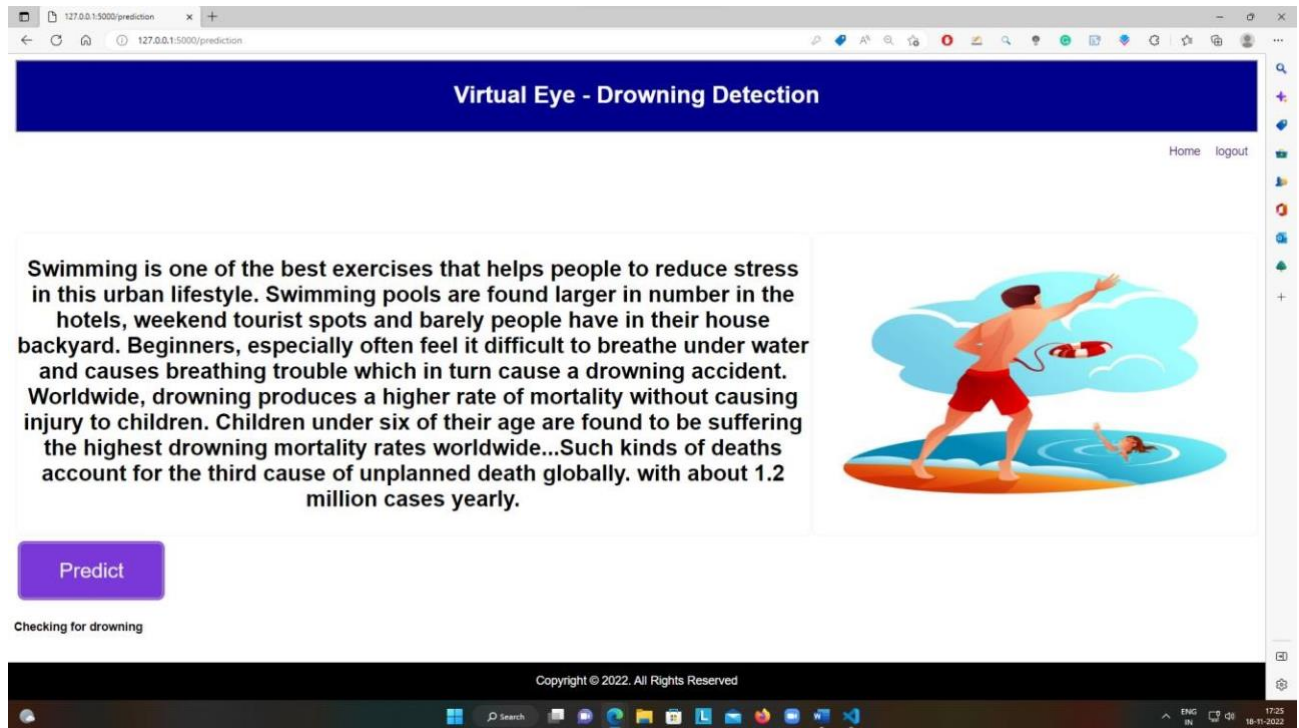 127.0.0.1:5000/prediction
127.0.0.1:5000/prediction
Virtual Eye - Drowning Detection
Home logout
Swimming is one of the best exercises that helps people to reduce stress
in this urban lifestyle. Swimming pools are found larger in number in the
hotels, weekend tourist spots and barely people have in their house
backyard. Beginners, especially often feel it difficult to breathe under water
and causes breathing trouble which in turn cause a drowning accident.
Worldwide, drowning produces a higher rate of mortality without causing
injury to children. Children under six of their age are found to be suffering
the highest drowning mortality rates worldwide...Such kinds of deaths
account for the third cause of unplanned death globally. with about 1.2
million cases yearly.
Predict
Checking for drowning
Copyright © 2022. All Rights Reserved
Search
ENG
IN
17:25
18-11-2022